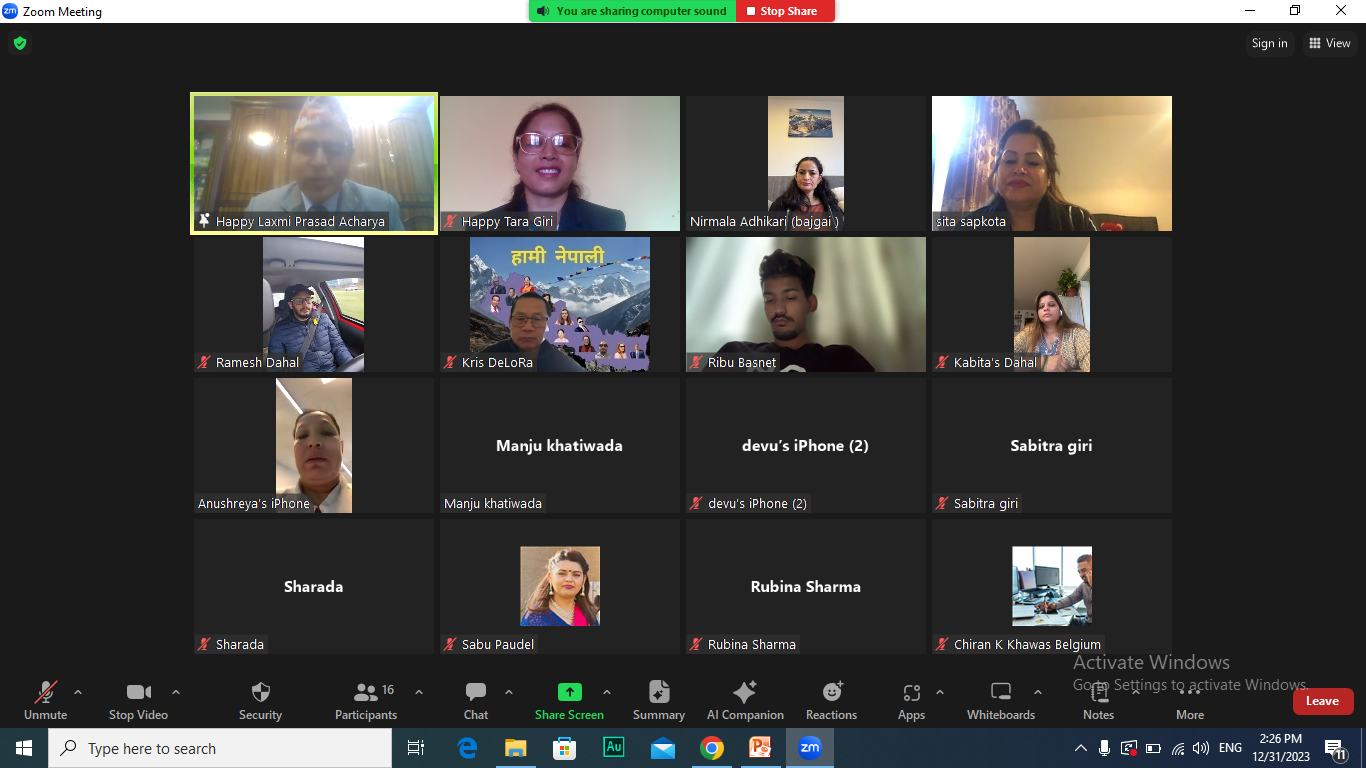 Zoom Meeting
You are sharing computer sound
Stop Share
Sign in
View
Happy Laxmi Prasad Acharya
Happy Tara Giri
Nirmala Adhikari (bajgai )
sita sapkota
हामी नेपाली
Ramesh Dahal
Kris DeLoRa
Ribu Basnet
Kabita's Dahal
Manju khatiwada
devu's iPhone (2)
Sabitra giri
Anushreya's iPhone
Manju khatiwada
devu's iPhone (2)
Sabitra giri
Sharada
Rubina Sharma
Sharada
Sabu Paudel
Rubina Sharma
Chiran K Khawas Belgium
Activate Windows
Go to Settings to activate Windows.
16
Unmute
Stop Video
Security
Participants
Chat
Share Screen
Summary
AI Companion
Reactions
Apps
Whiteboards
Notes
More
Leave
Type here to search
Au
zm
ENG
2:26 PM
12/31/2023
11